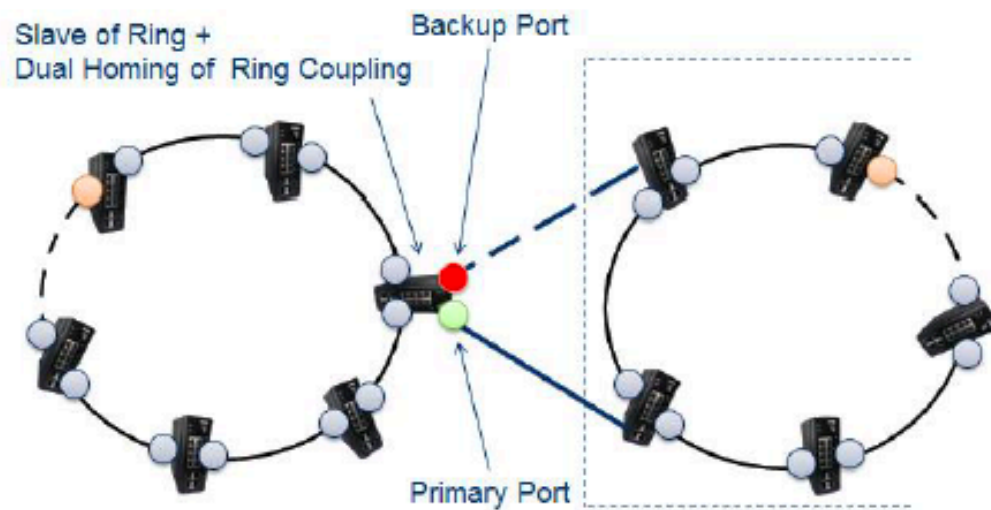 Slave of Ring +
Dual Homing of Ring Coupling
Backup Port
Primary Port